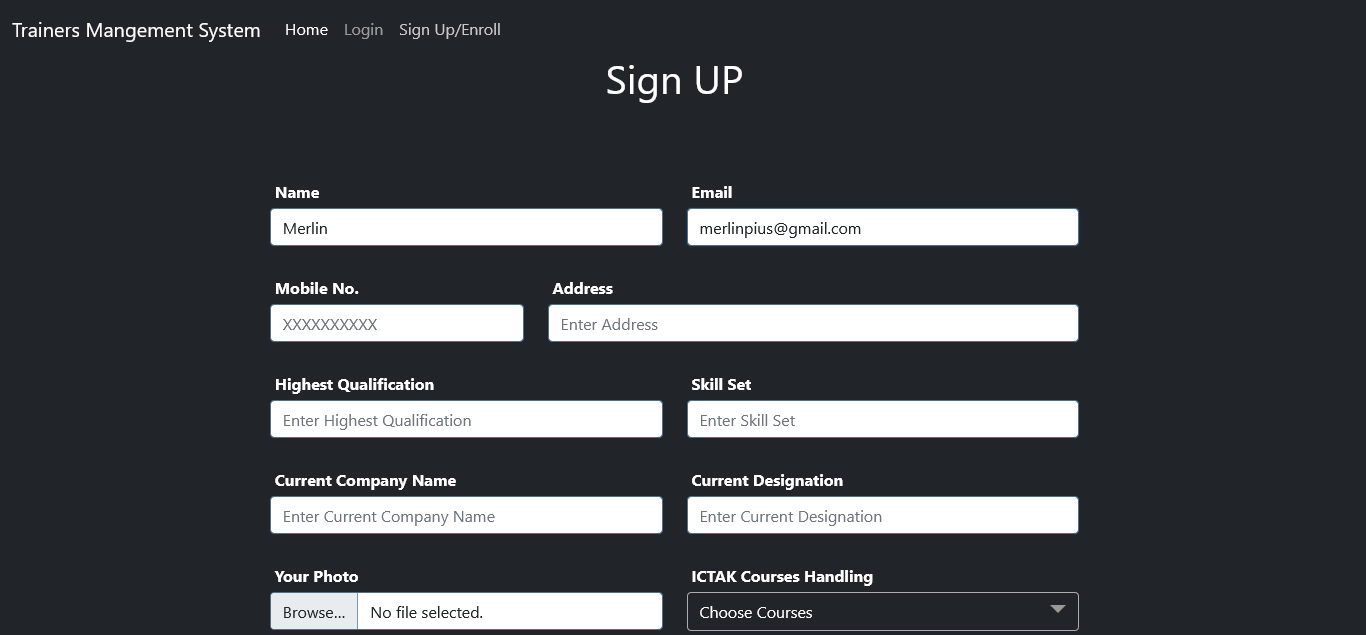 Trainers Mangement System Home Login Sign Up/Enroll
Sign UP
Name Email
Merlin merlinpius@gmail.com
Mobile No. Address
XXXXXXXXXX Enter Address
Highest Qualification Skill Set
Enter Highest Qualification Enter Skill Set
Current Company Name Current Designation
Enter Current Company Name Enter Current Designation
Your Photo ICTAK Courses Handling
Browse... No file selected. Choose Courses